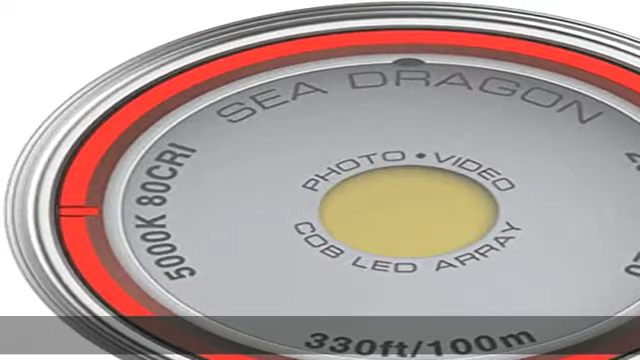 SEA DRAGON
PHOTO • VIDEO
COB LED ARRAY
5000K 80CRI
330ft/100m